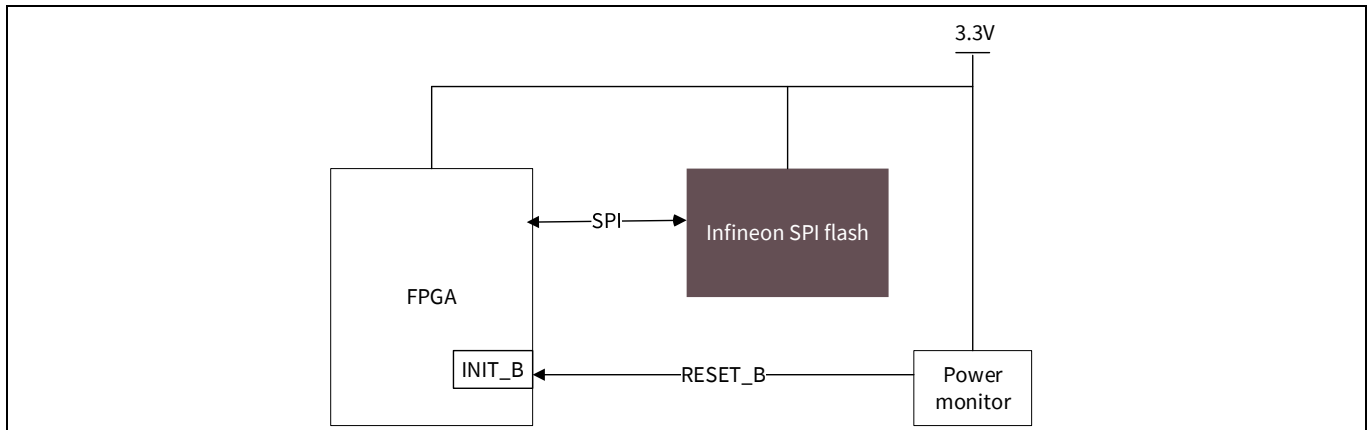 3.3V
SPI
Infineon SPI flash
FPGA
INIT_B
RESET_B
Power
monitor